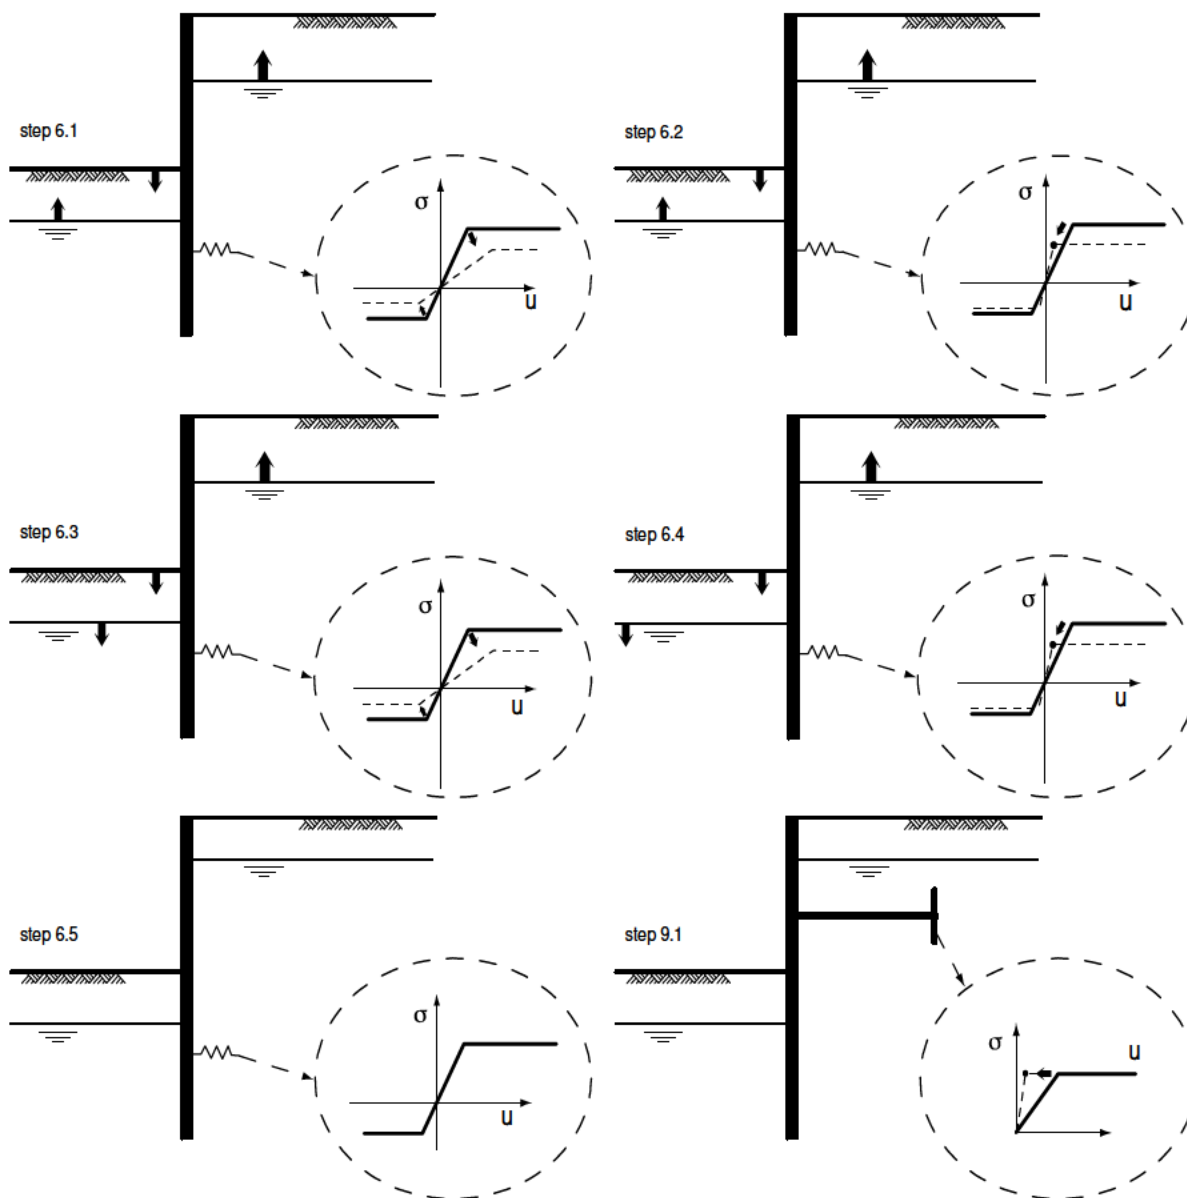 step 6.1
σ
u
step 6.2
σ
u
step 6.3
σ
u
step 6.4
σ
u
step 6.5
σ
u
step 9.1
σ
u